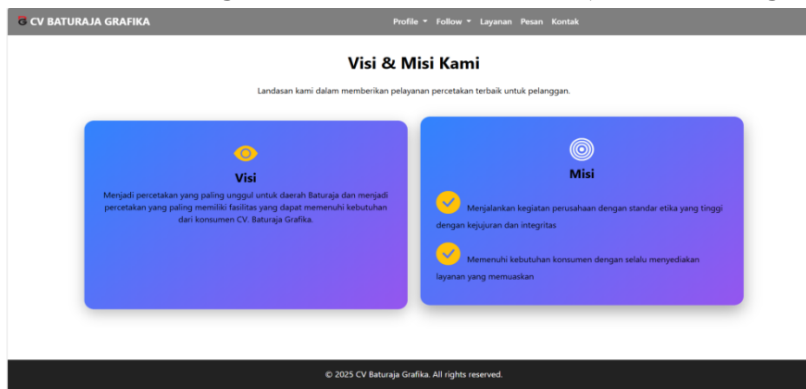 CV BATURAJA GRAFIKA
Profile Follow Layanan Pesan Kontak
Visi & Misi Kami
Landasan kami dalam memberikan pelayanan percetakan terbaik untuk pelanggan.
Visi
Menjadi percetakan yang paling unggul untuk daerah Baturaja dan menjadi
percetakan yang paling memiliki fasilitas yang dapat memenuhi kebutuhan
dari konsumen CV. Baturaja Grafika.
Misi
Menjalankan kegiatan perusahaan dengan standar etika yang tinggi
dengan kejujuran dan integritas
Memenuhi kebutuhan konsumen dengan selalu menyediakan
layanan yang memuaskan
© 2025 CV Baturaja Grafika. All rights reserved.